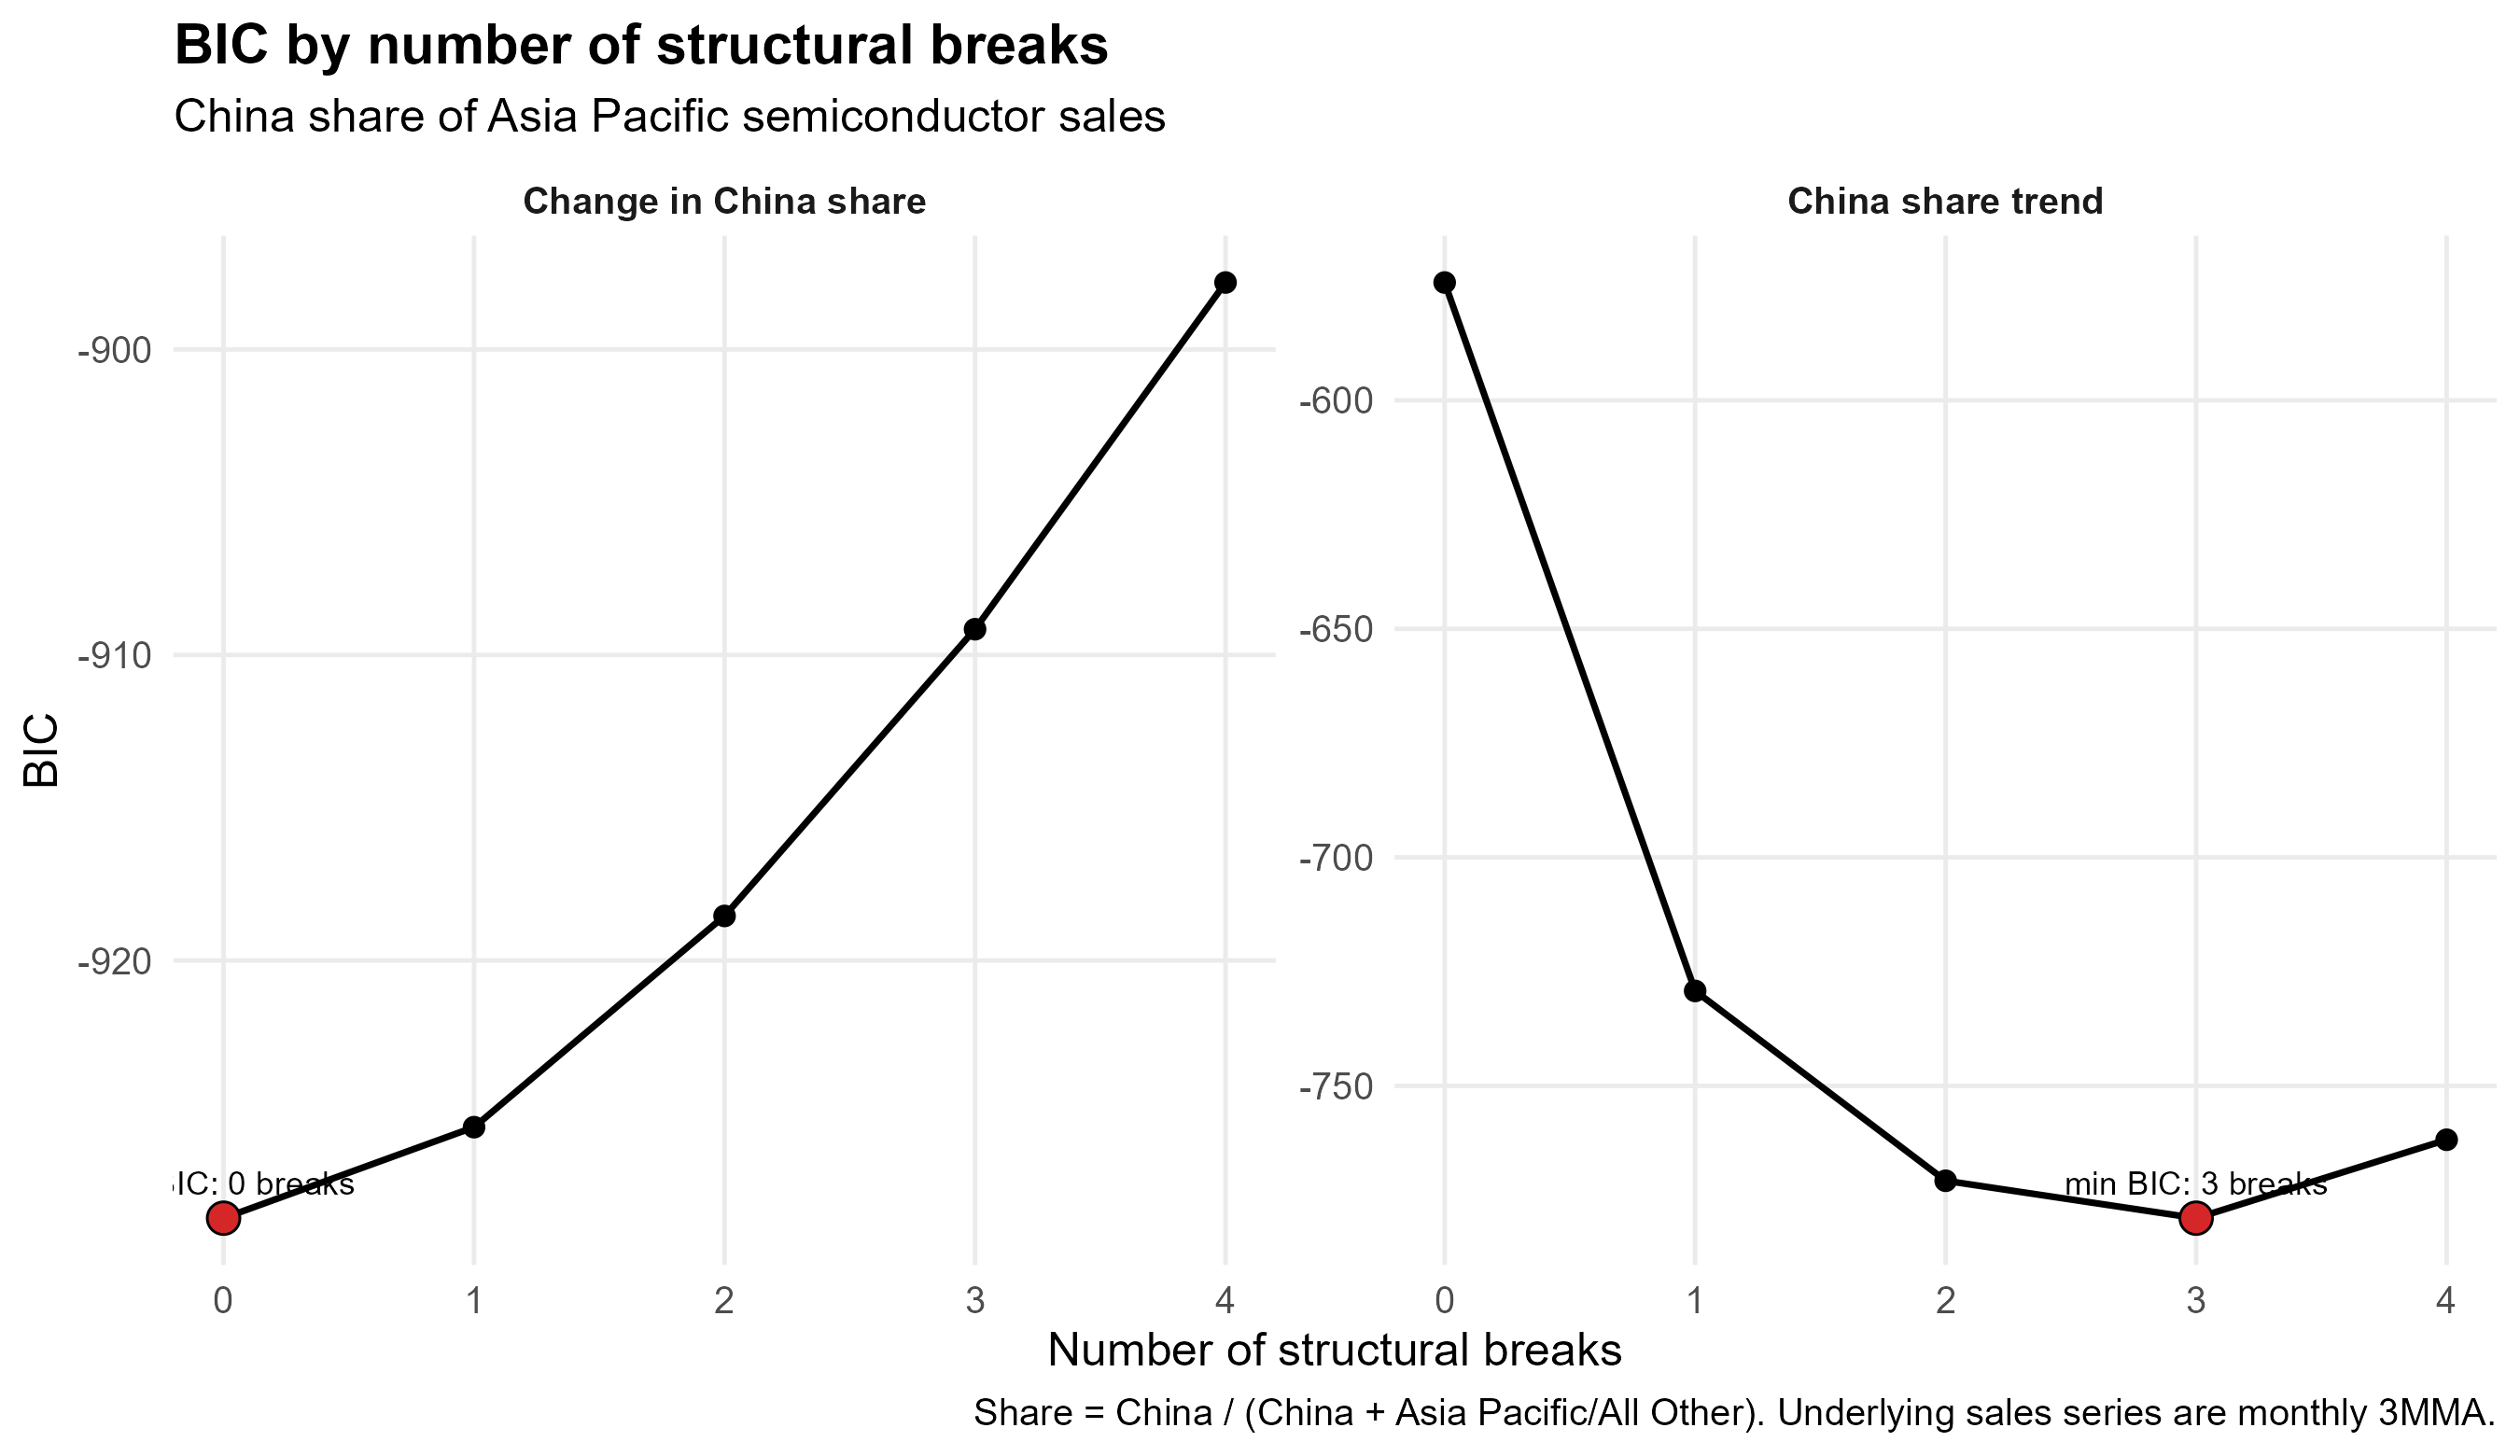 BIC by number of structural breaks
China share of Asia Pacific semiconductor sales
Change in China share
China share trend
BIC
-900
-910
-920
-600
-650
-700
-750
IC: 0 breaks
min BIC: 3 breaks
0 1 2 3 4
0 1 2 3 4
Number of structural breaks
Share = China / (China + Asia Pacific/All Other). Underlying sales series are monthly 3MMA.